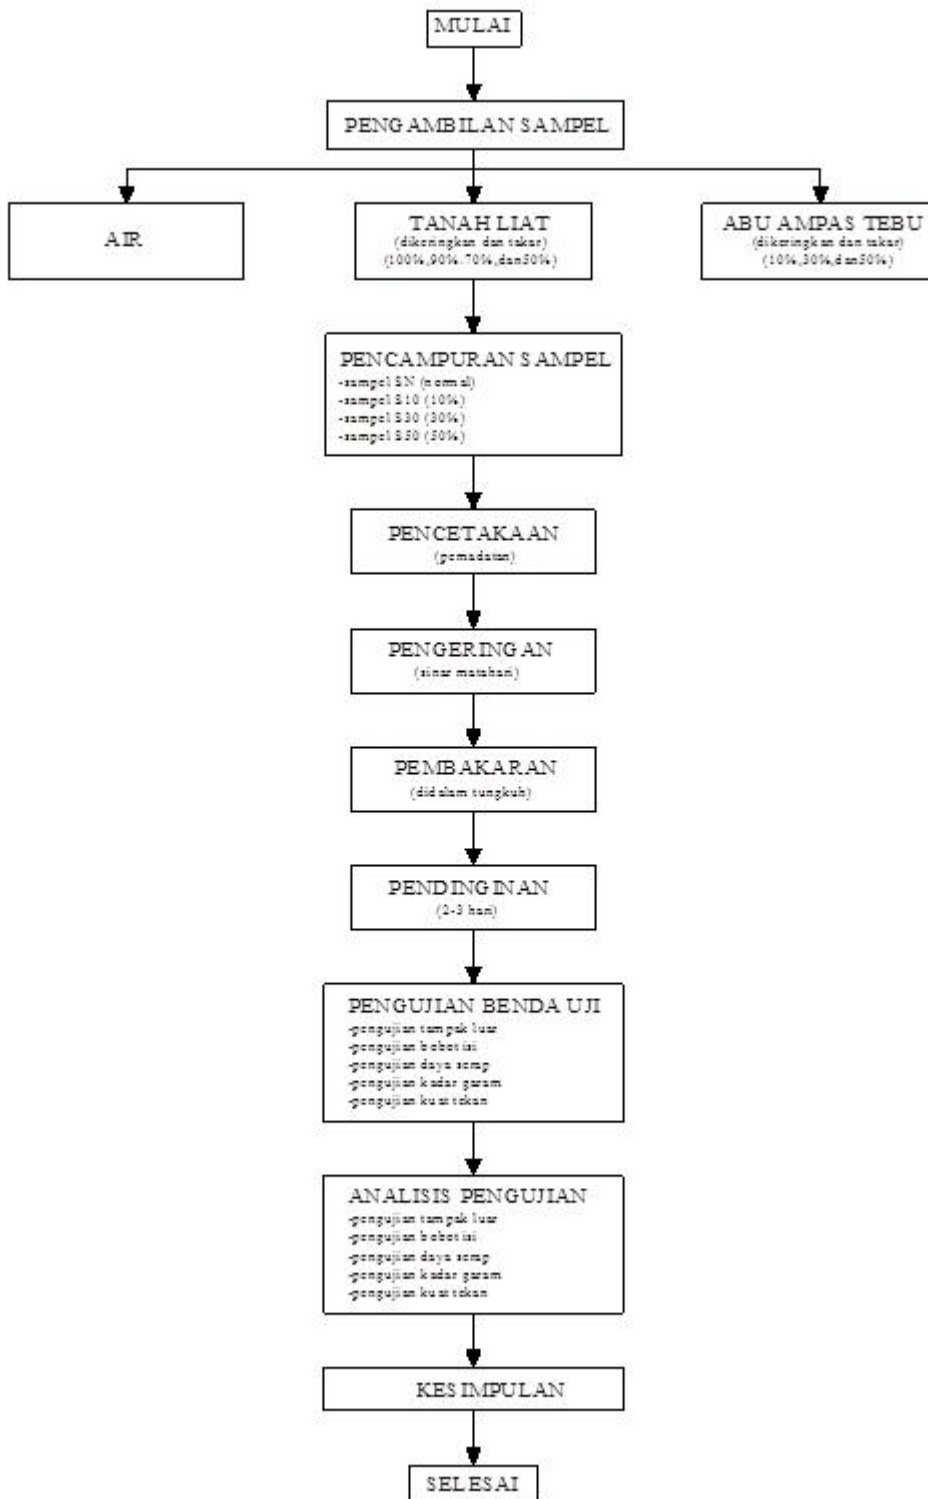 MULAI
PENGAMBILAN SAMPEL
AIR
TANAH LIAT
(dikeringkan dan takar)
(100%,90%.70%,dan50%)
ABU AMPAS TEBU
(dikeringkan dan takar)
(10%,30%,dan50%)
PENCAMPURAN SAMPEL
-sampel SN (normal)
-sampel S10 (10%)
-sampel S30 (30%)
-sampel S50 (50%)
PENCETAKAAN
(pemadatan)
PENGERINGAN
(sinar matahari)
PEMBAKARAN
(didalam tungkuh)
PENDINGINAN
(2-3 hari)
PENGUJIAN BENDA UJI
-pengujian tampak luar
-pengujian bobot isi
-pengujian daya serap
-pengujian kadar garam
-pengujian kuat tekan
ANALISIS PENGUJIAN
-pengujian tampak luar
-pengujian bobot isi
-pengujian daya serap
-pengujian kadar garam
-pengujian kuat tekan
KESIMPULAN
SELESAI